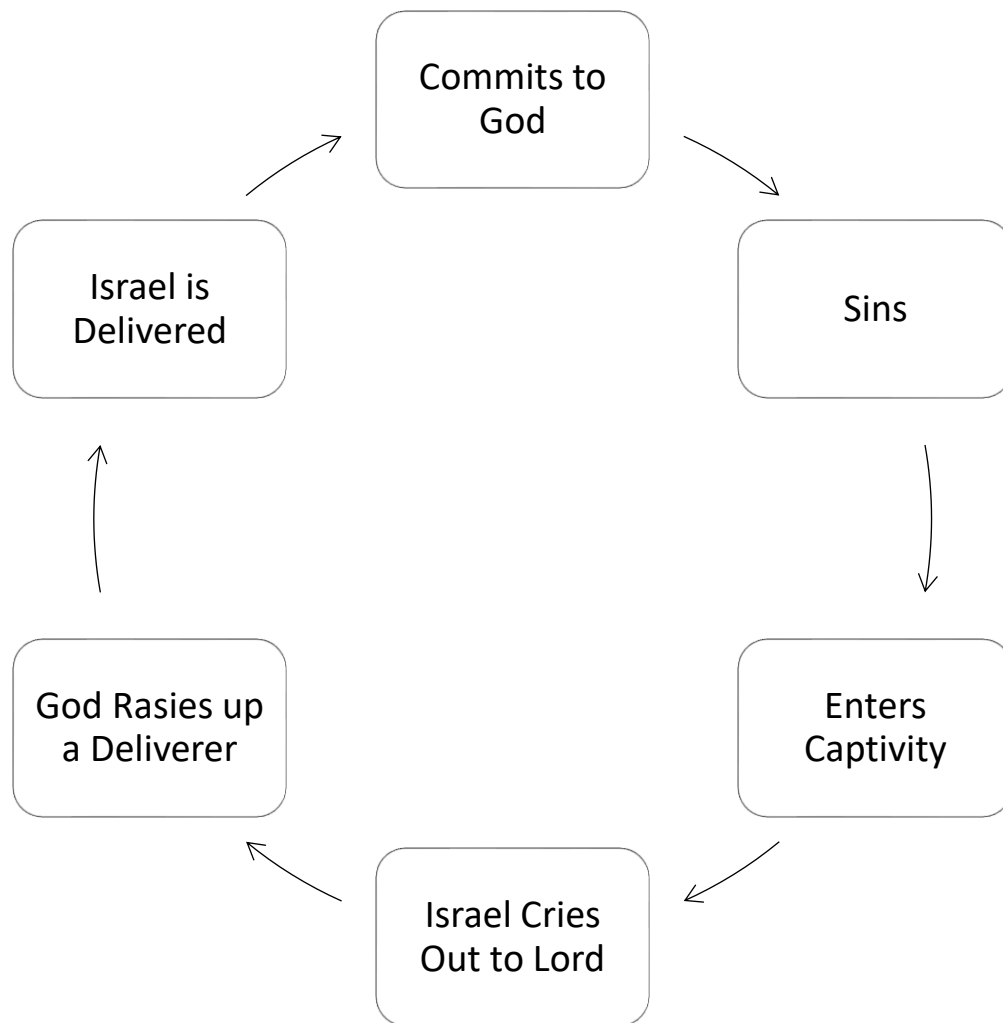 Commits to
God
Sins
Enters
Captivity
Israel Cries
Out to Lord
God Rasies up
a Deliverer
Israel is
Delivered